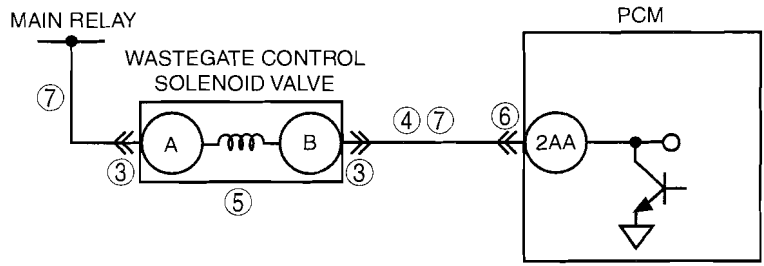 MAIN RELAY
PCM
WASTEGATE CONTROL
SOLENOID VALVE
⑦
④ ⑦
⑥
A
B
2AA
③
③
⑤